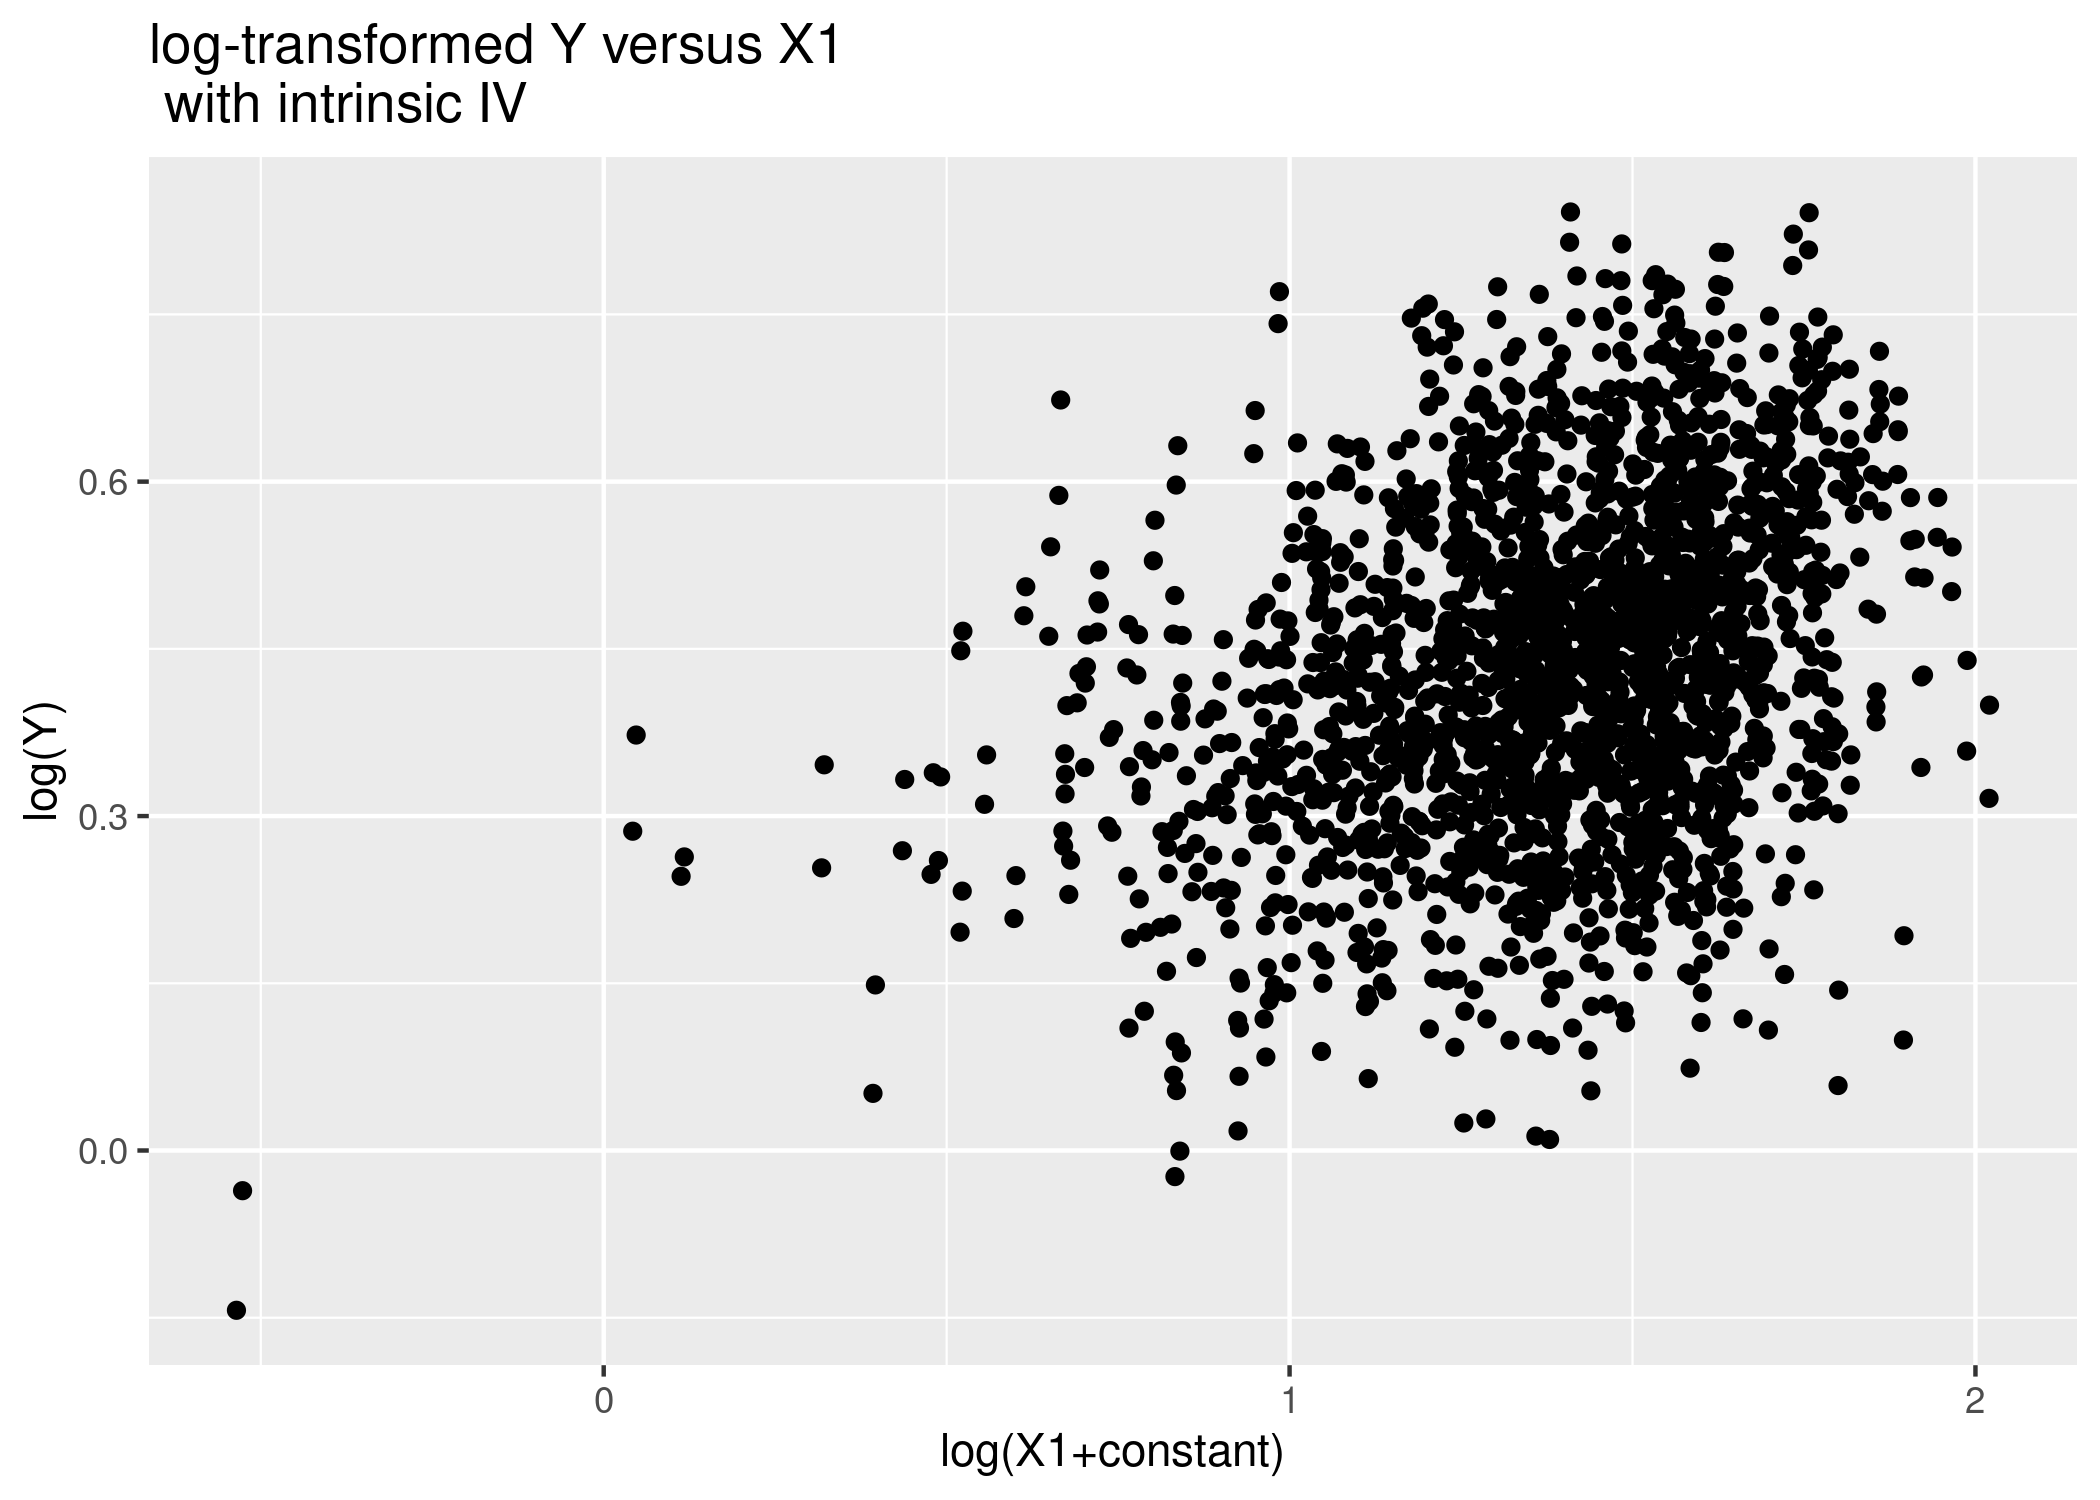 log-transformed Y versus X1
with intrinsic IV
log(Y)
0.6
0.3
0.0
0
1
2
log(X1+constant)